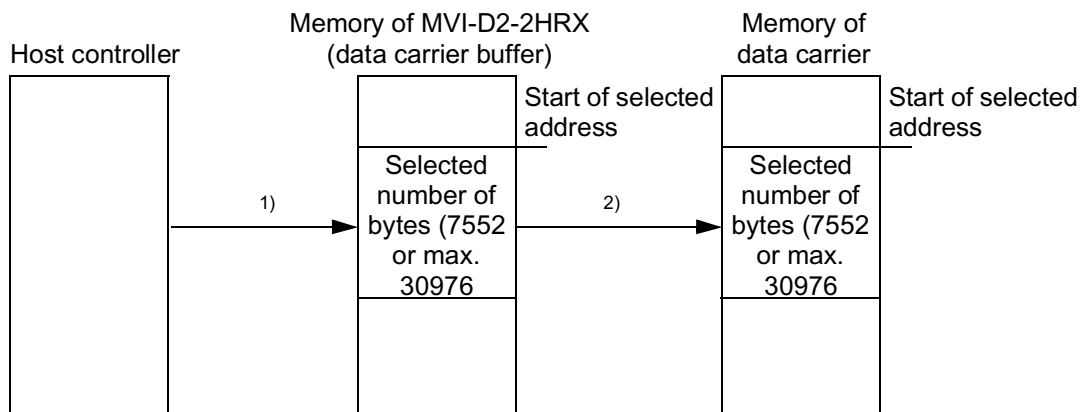 Host controller
Memory of MVI-D2-2HRX
(data carrier buffer)
Memory of
data carrier
Start of selected
address
Start of selected
address
Selected
number of
bytes (7552
or max.
30976
Selected
number of
bytes (7552
or max.
30976
1)
2)